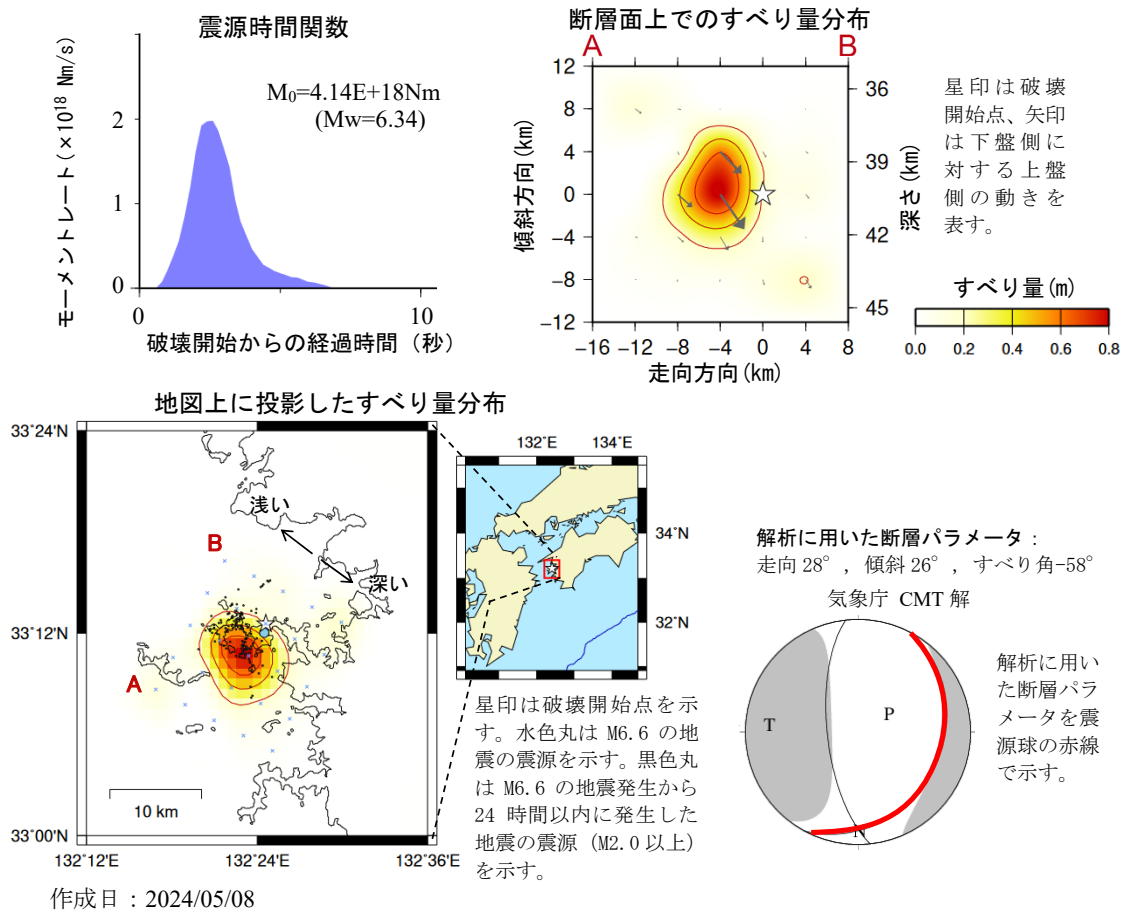 震源時間関数
モーメントレート(×10¹⁸ Nm/s)
2
1
0
M₀=4.14E+18Nm
(Mw=6.34)
0
10
破壊開始からの経過時間（秒）
断層面上でのすべり量分布
A
B
傾斜方向(km)
12
8
4
0
−4
−8
−12
36
39
40
42
44
45
深さ(km)
−16 −12 −8 −4 0 4 8
走向方向(km)
星印は破壊
開始点、矢印
は下盤側に
対する上盤
側の動きを
表す。
すべり量(m)
0.0 0.2 0.4 0.6 0.8
地図上に投影したすべり量分布
33°24'N
33°12'N
33°00'N
浅い
深い
B
A
10 km
132°12'E
132°24'E
132°36'E
132°E
134°E
34°N
32°N
星印は破壊開始点を示
す。水色丸は M6.6 の地
震の震源を示す。黒色丸
は M6.6 の地震発生から
24 時間以内に発生した
地震の震源（M2.0 以上）
を示す。
解析に用いた断層パラメータ：
走向 28°，傾斜 26°，すべり角-58°
気象庁 CMT 解
T
P
N
解析に用い
た断層パラ
メータを震
源球の赤線
で示す。
作成日：2024/05/08